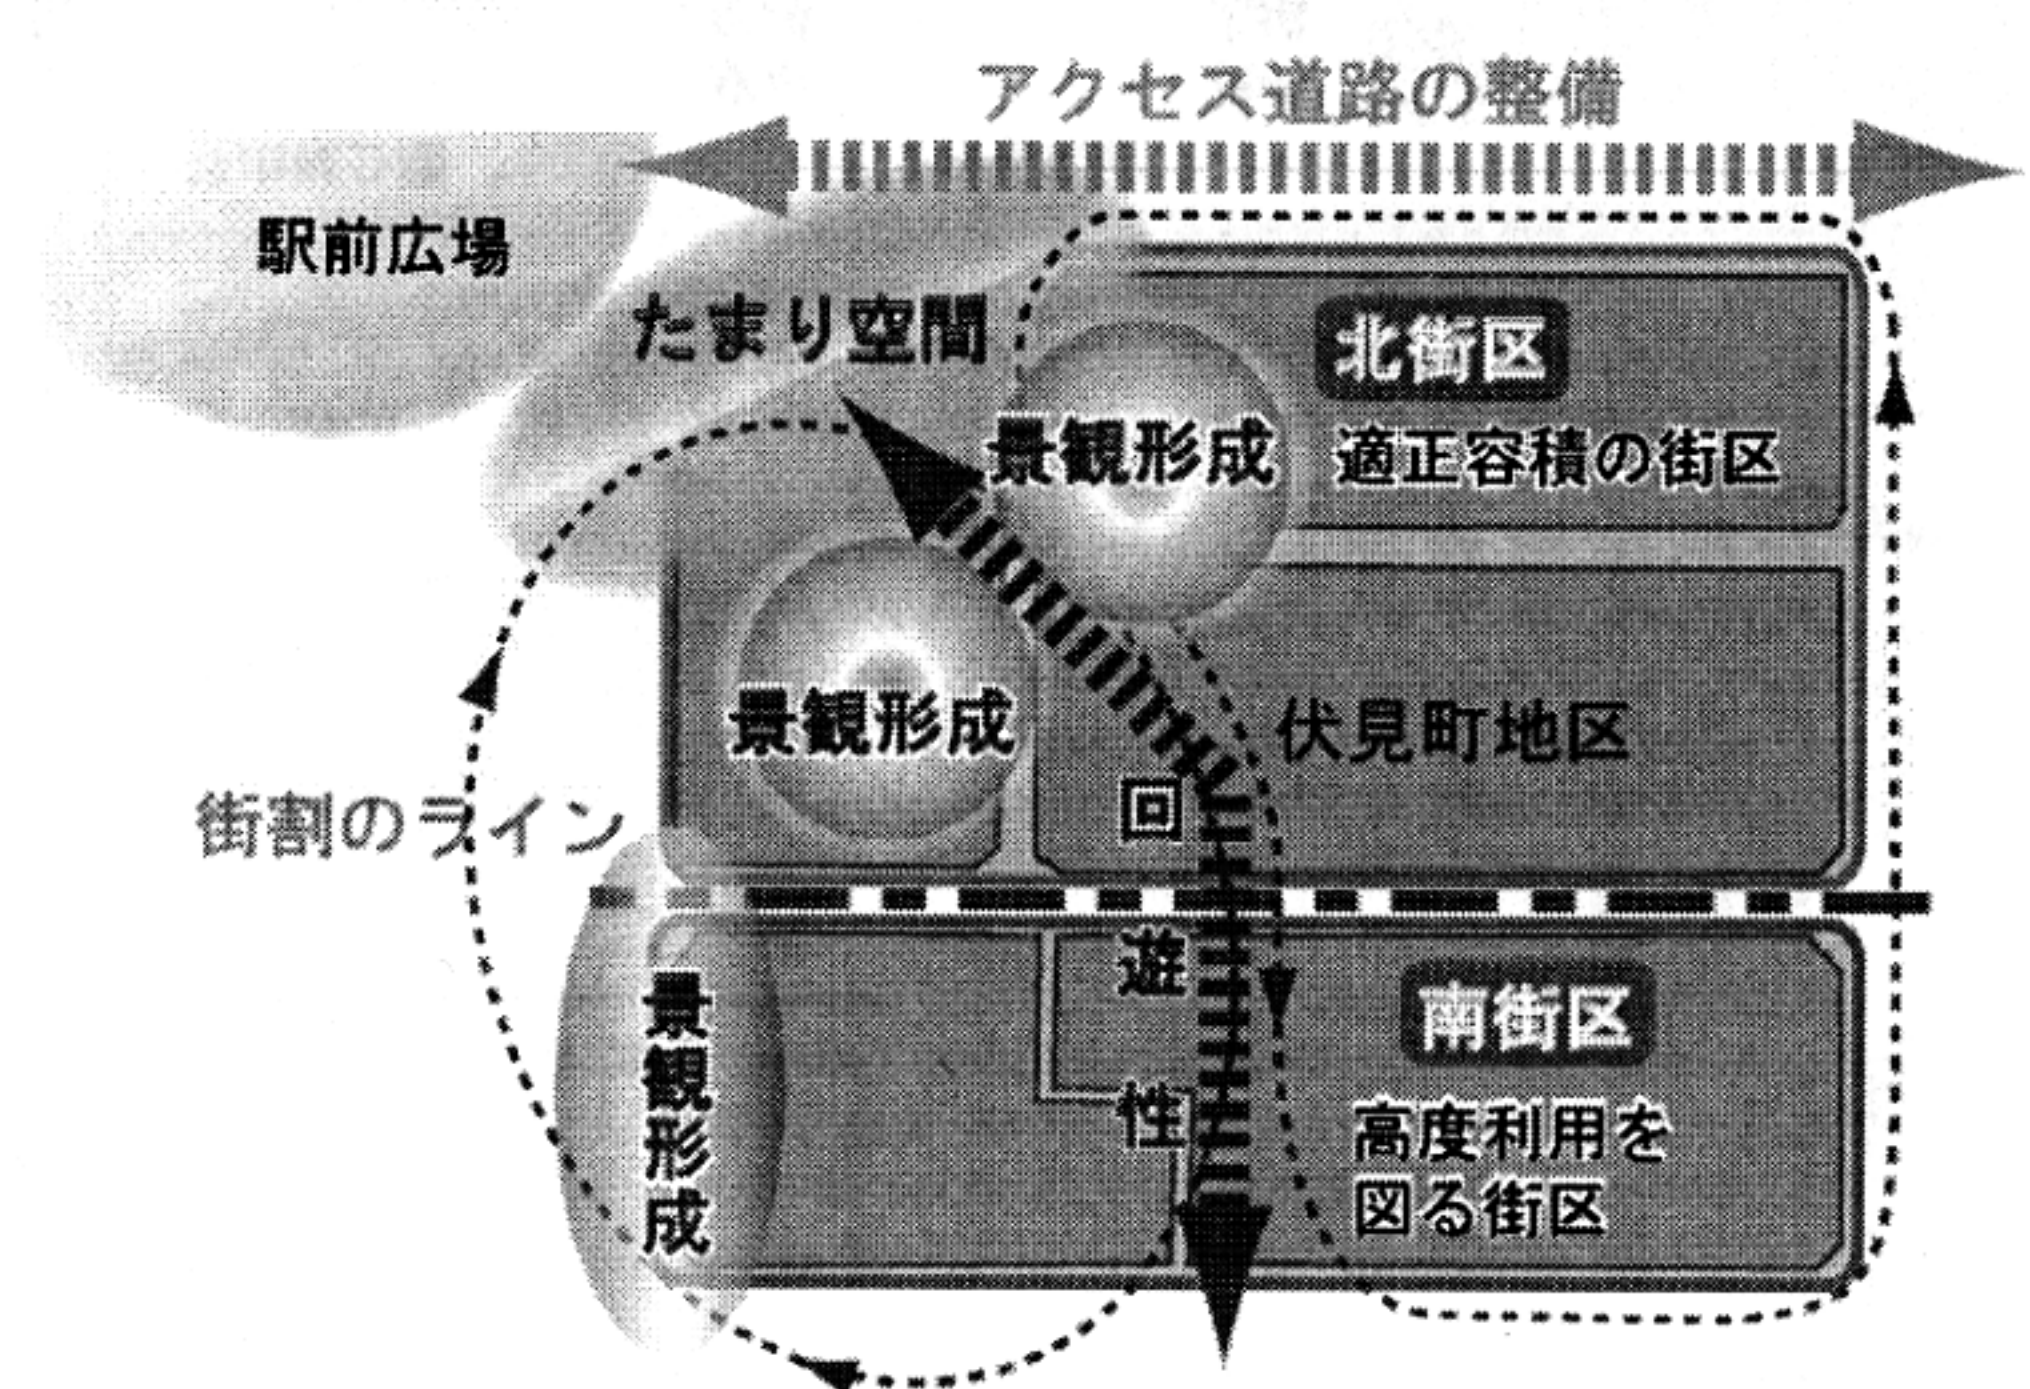 アクセス道路の整備
駅前広場
たまり空間
北街区
景観形成
適正容積の街区
景観形成
伏見町地区
街割のライン
回遊性
南街区
景観形成
高度利用を
図る街区